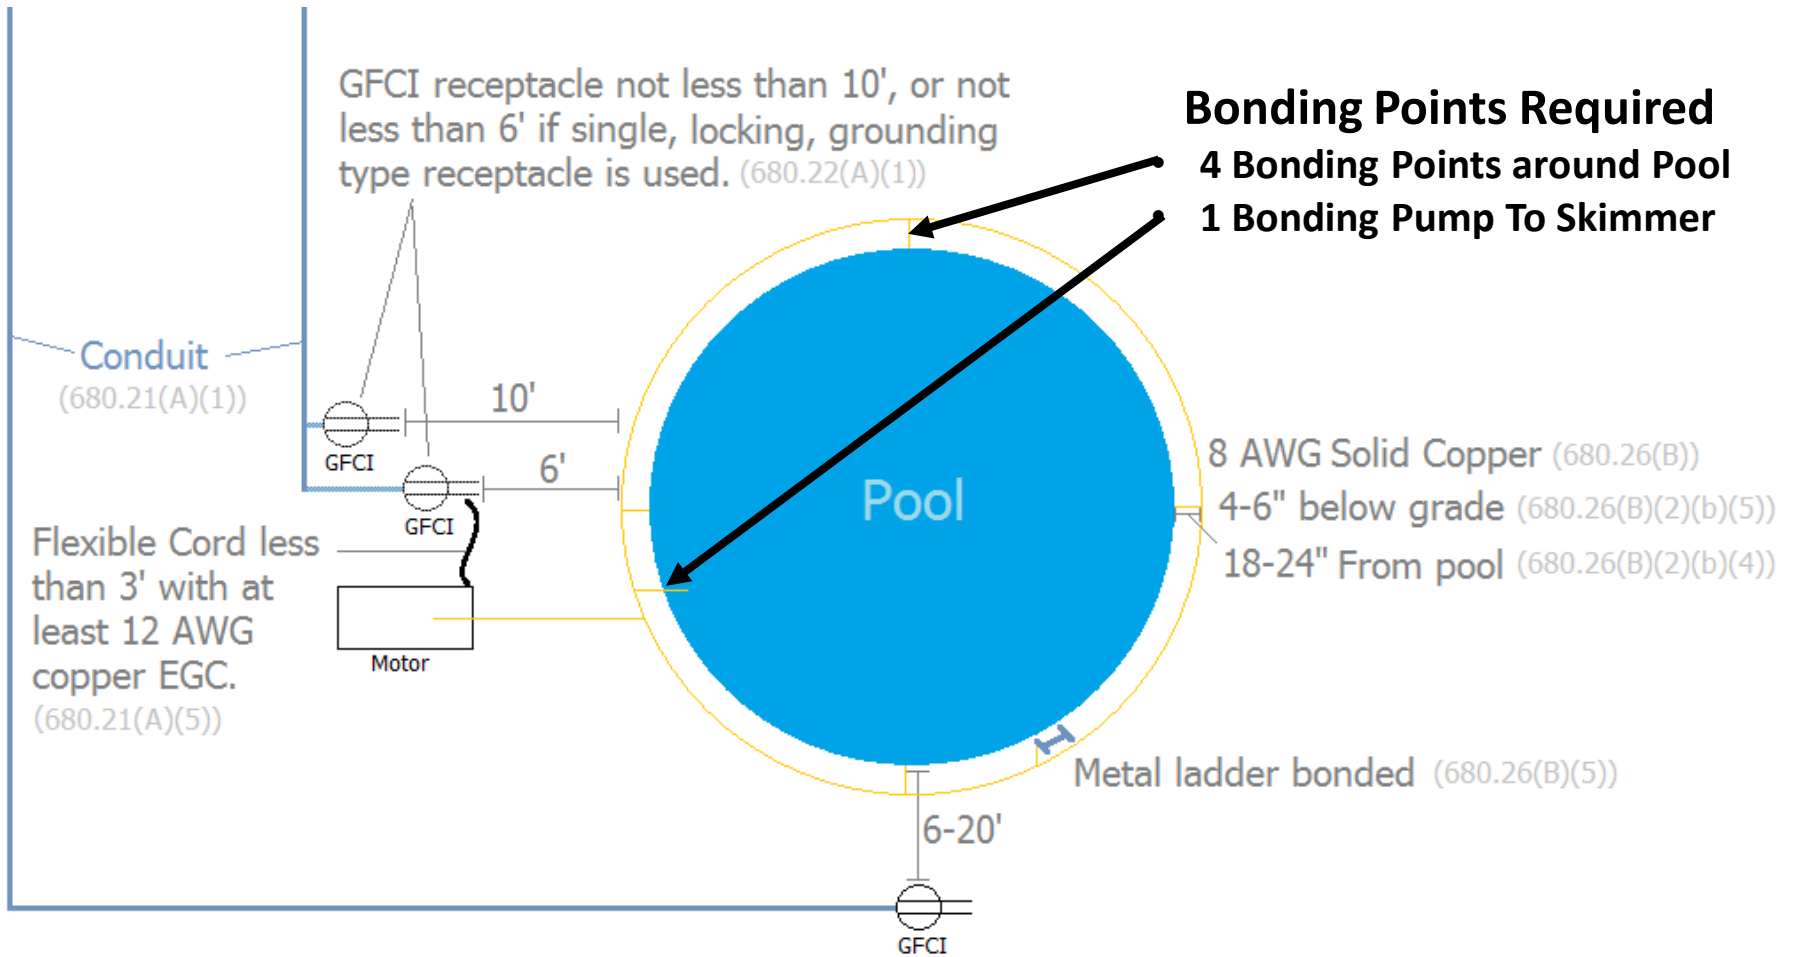 GFCI receptacle not less than 10', or not
less than 6' if single, locking, grounding
type receptacle is used. (680.22(A)(1))
Bonding Points Required
• 4 Bonding Points around Pool
• 1 Bonding Pump To Skimmer
Conduit
(680.21(A)(1))
10'
GFCI
6'
GFCI
Pool
8 AWG Solid Copper (680.26(B))
4-6" below grade (680.26(B)(2)(b)(5))
18-24" From pool (680.26(B)(2)(b)(4))
Flexible Cord less
than 3' with at
least 12 AWG
copper EGC.
(680.21(A)(5))
Motor
Metal ladder bonded (680.26(B)(5))
6-20'
GFCI